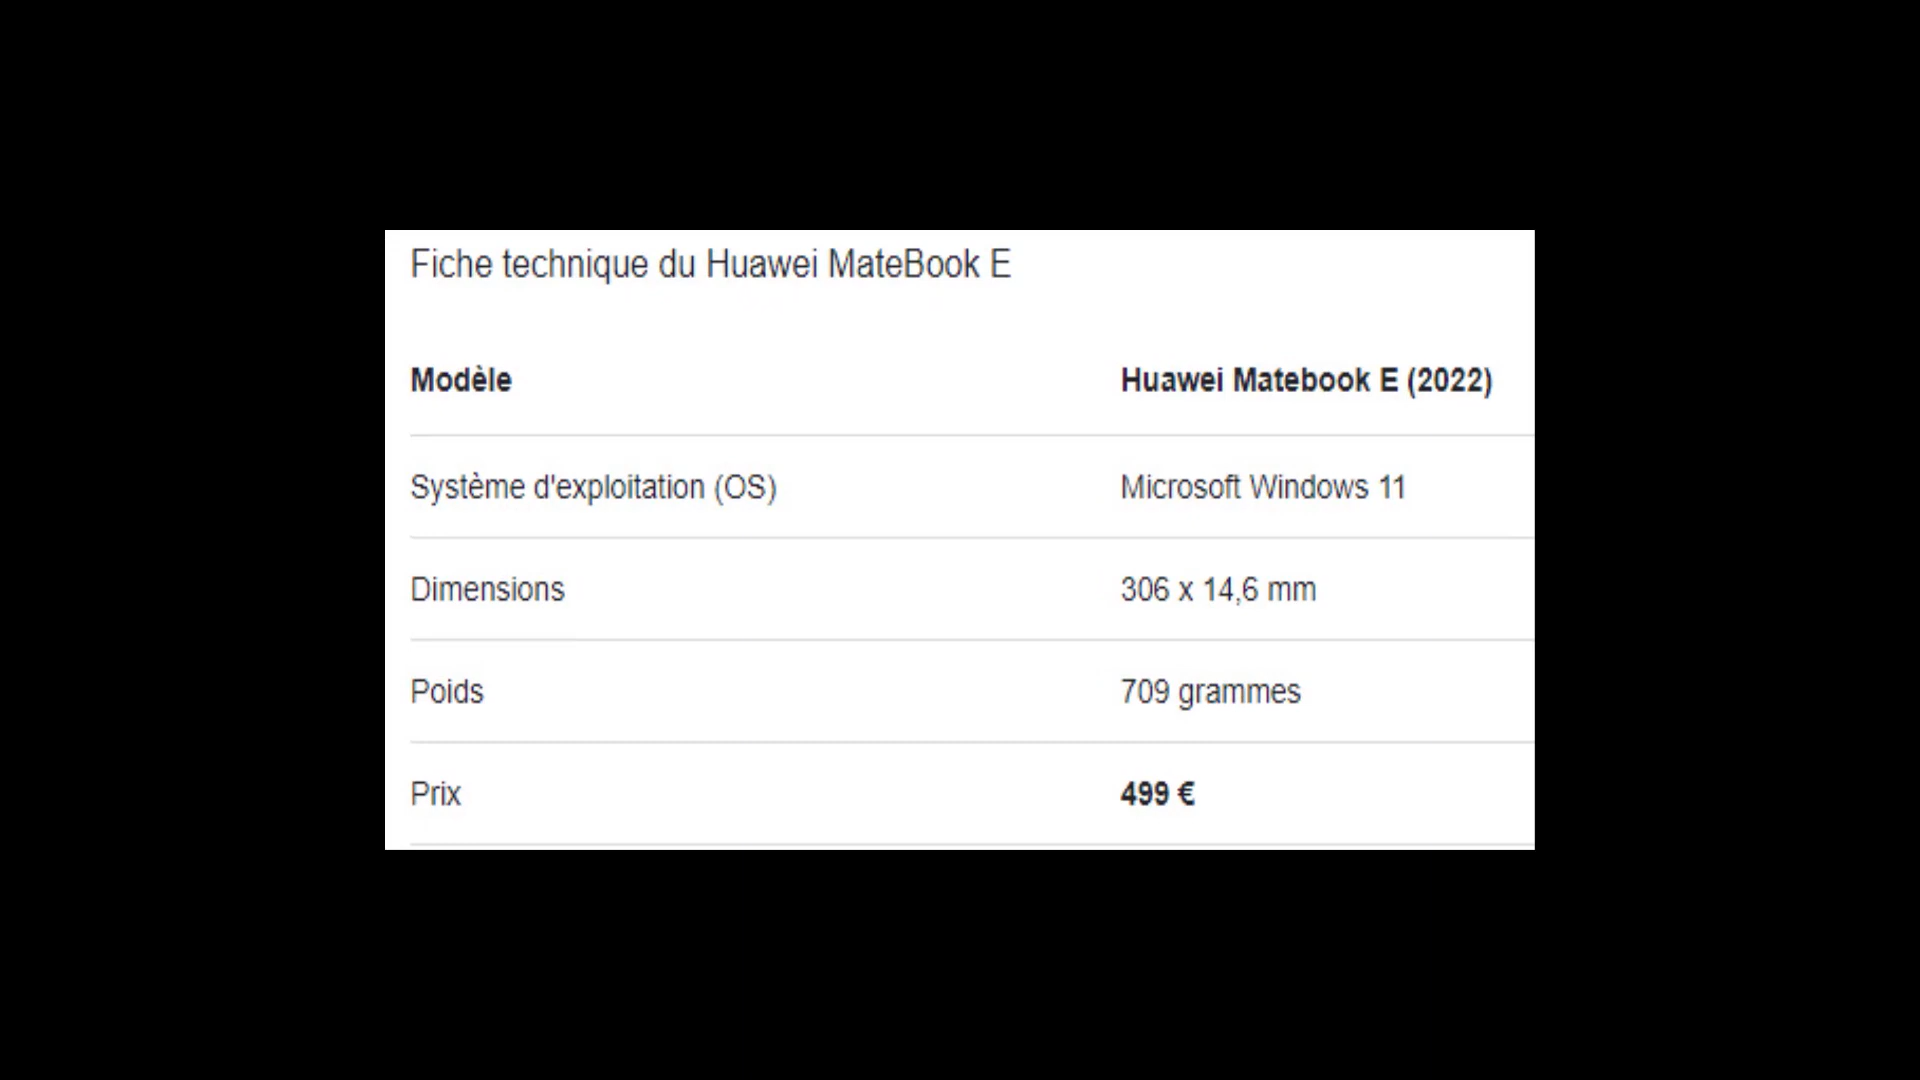 Fiche technique du Huawei MateBook E
Modèle Huawei Matebook E (2022)
Système d'exploitation (OS) Microsoft Windows 11
Dimensions 306 x 14,6 mm
Poids 709 grammes
Prix 499 €